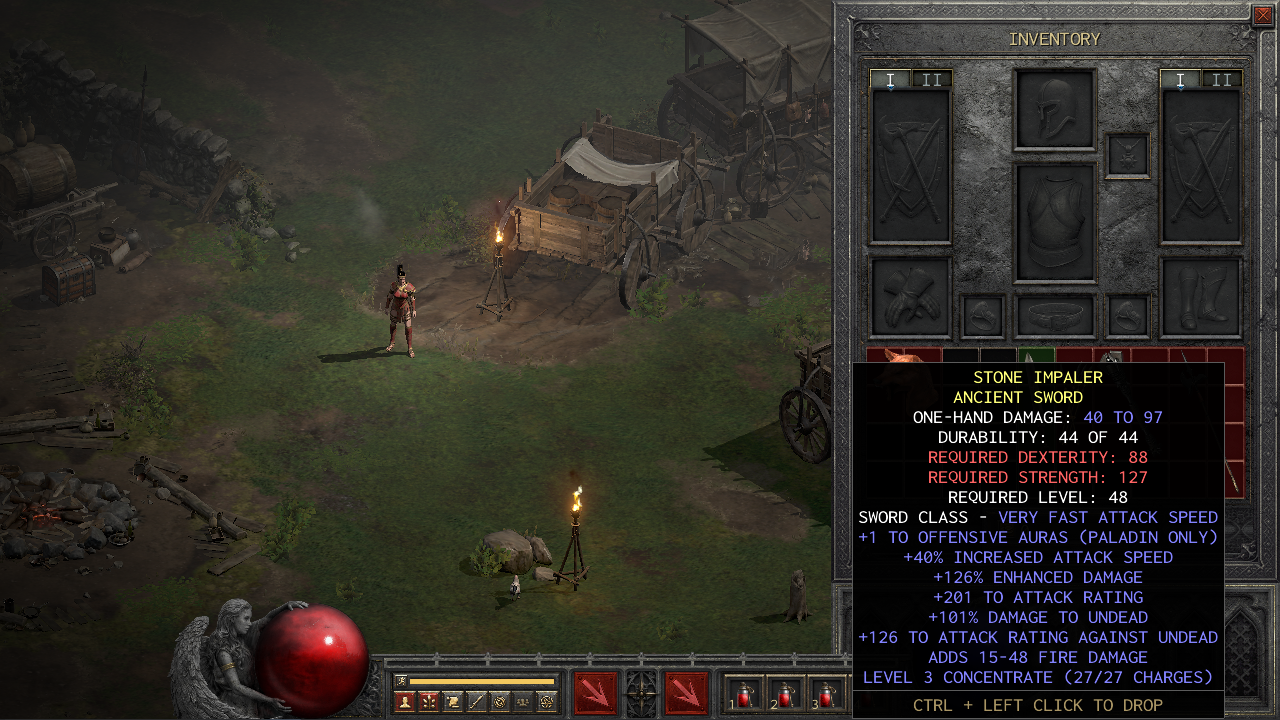 INVENTORY
I II
I II
STONE IMPALER
ANCIENT SWORD
ONE-HAND DAMAGE: 40 TO 97
DURABILITY: 44 OF 44
REQUIRED DEXTERITY: 88
REQUIRED STRENGTH: 127
REQUIRED LEVEL: 48
SWORD CLASS - VERY FAST ATTACK SPEED
+1 TO OFFENSIVE AURAS (PALADIN ONLY)
+40% INCREASED ATTACK SPEED
+126% ENHANCED DAMAGE
+201 TO ATTACK RATING
+101% DAMAGE TO UNDEAD
+126 TO ATTACK RATING AGAINST UNDEAD
ADDS 15-48 FIRE DAMAGE
LEVEL 3 CONCENTRATE (27/27 CHARGES)
CTRL - LEFT CLICK TO DROP
1 2 3